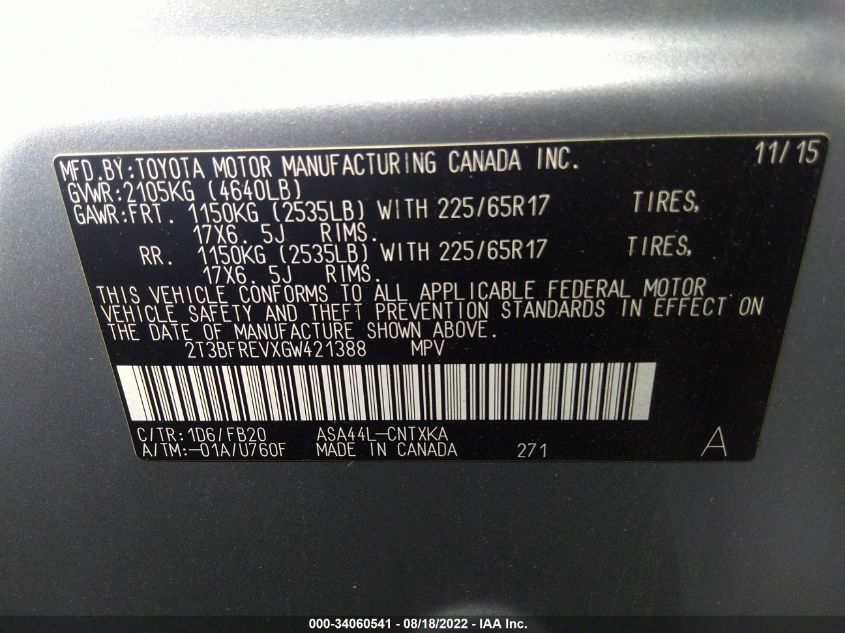 MFD.BY:TOYOTA MOTOR MANUFACTURING CANADA INC. 11/15
GVWR:2105KG (4640LB)
GAWR:FRT. 1150KG (2535LB) WITH 225/65R17 TIRES,
17X6. 5J RIMS.
RR. 1150KG (2535LB) WITH 225/65R17 TIRES,
17X6. 5J RIMS.
THIS VEHICLE CONFORMS TO ALL APPLICABLE FEDERAL MOTOR
VEHICLE SAFETY AND THEFT PREVENTION STANDARDS IN EFFECT ON
THE DATE OF MANUFACTURE SHOWN ABOVE.
2T3BFREVXGW421388 MPV
C/TR:1D6/FB20 ASA44L-CNTXKA
A/TM:-01A/U760F MADE IN CANADA 271 A
000-34060541 - 08/18/2022 - IAA Inc.